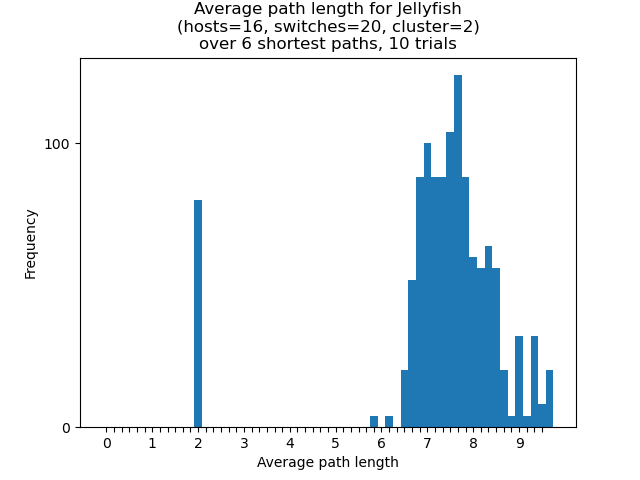 Average path length for Jellyfish
(hosts=16, switches=20, cluster=2)
over 6 shortest paths, 10 trials
100
Frequency
0
0 1 2 3 4 5 6 7 8 9
Average path length